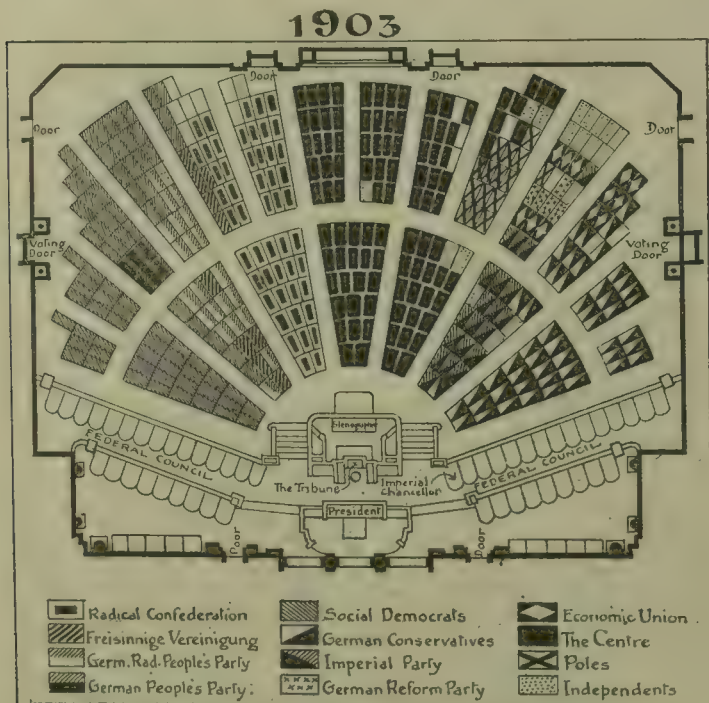 1903
Door
Door
Door
Door
Voting
Door
Voting
Door
Stenographer
FEDERAL COUNCIL
FEDERAL COUNCIL
The Tribune
Imperial
Chancellor
President
Door
Door
Radical Confederation
Freisinnige Vereinigung
Germ. Rad. People's Party
German People's Party:
Social Democrats
German Conservatives
Imperial Party
German Reform Party
Economic Union
The Centre
Poles
Independents